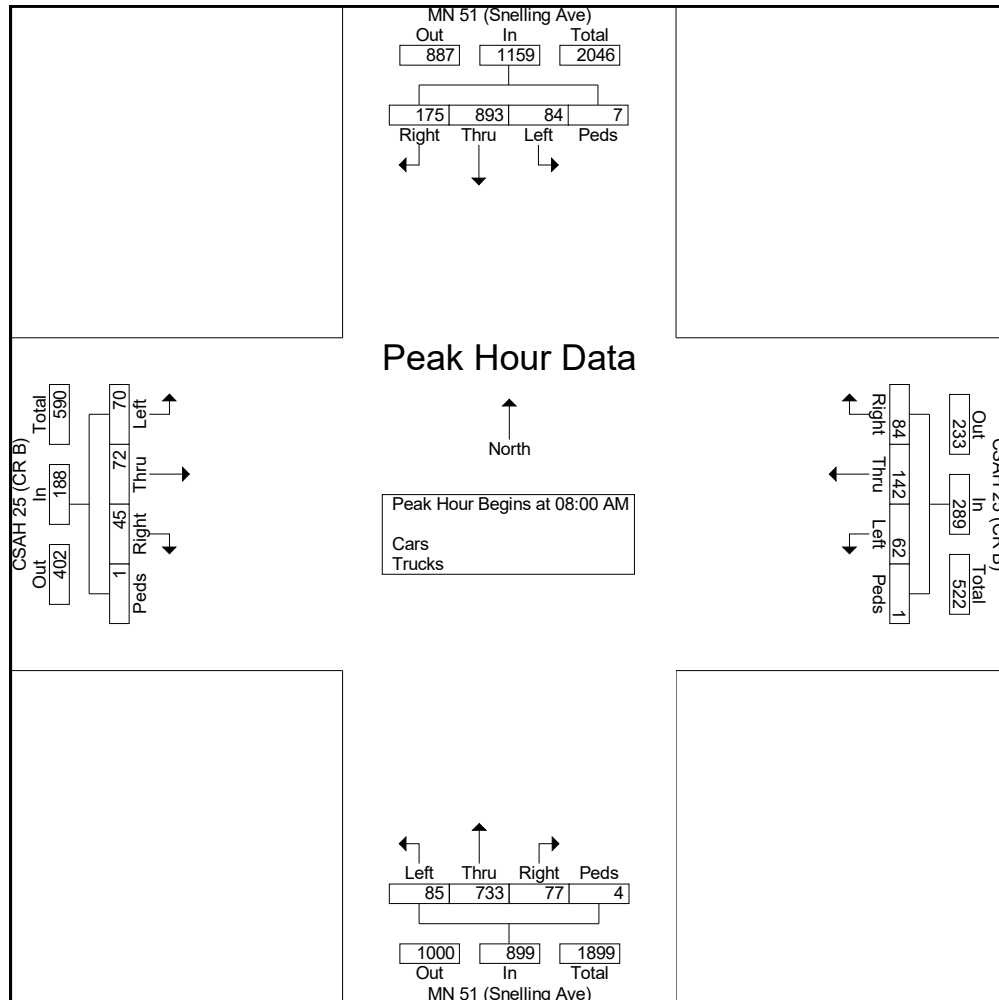 MN 51 (Snelling Ave)
Out In Total
887 1159 2046
175 893 84 7
Right Thru Left Peds
Peak Hour Data
North
Peak Hour Begins at 08:00 AM
Cars
Trucks
CSAH 25 (CR B)
Total In Out
590 188 402
70 72 45 1
Left Thru Right Peds
CSAH 25 (CR B)
Out In Total
233 289 522
84 142 62 1
Right Thru Left Peds
Left Thru Right Peds
85 733 77 4
1000 899 1899
Out In Total
MN 51 (Snelling Ave)